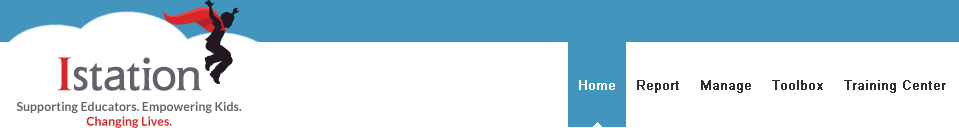 Istation
Supporting Educators. Empowering Kids.
Changing Lives.
Home Report Manage Toolbox Training Center